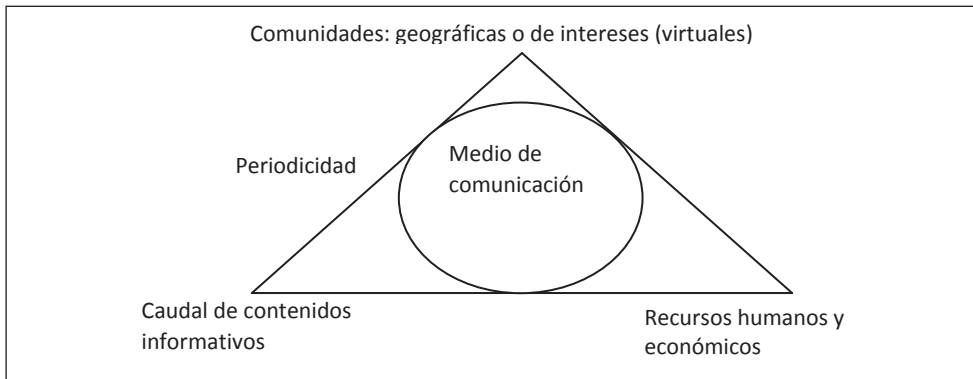 Comunidades: geográficas o de intereses (virtuales)
Periodicidad
Medio de
comunicación
Caudal de contenidos
informativos
Recursos humanos y
económicos